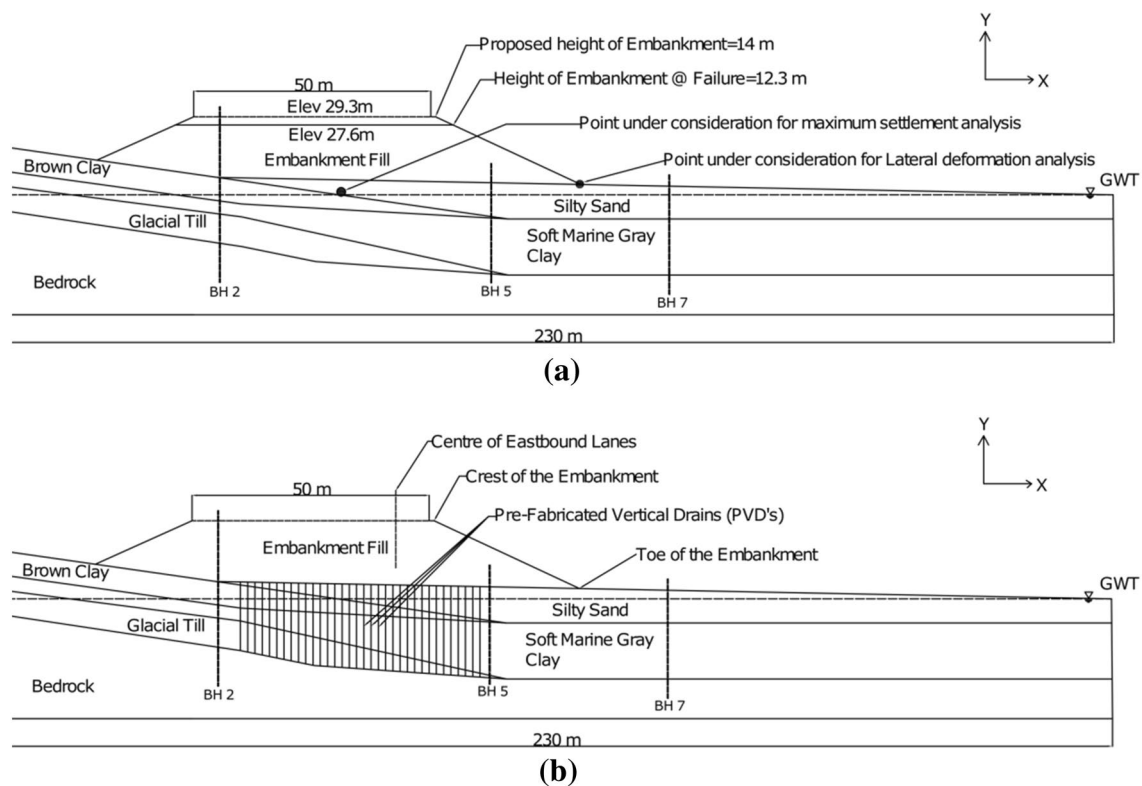 Y
X
Proposed height of Embankment=14 m
Height of Embankment @ Failure=12.3 m
50 m
Elev 29.3m
Elev 27.6m
Point under consideration for maximum settlement analysis
Embankment Fill
Point under consideration for Lateral deformation analysis
Brown Clay
GWT
Silty Sand
Glacial Till
Soft Marine Gray
Clay
Bedrock
BH 2
BH 5
BH 7
230 m
(a)
Y
X
Centre of Eastbound Lanes
Crest of the Embankment
50 m
Pre-Fabricated Vertical Drains (PVD's)
Embankment Fill
Toe of the Embankment
Brown Clay
GWT
Silty Sand
Glacial Till
Soft Marine Gray
Clay
Bedrock
BH 2
BH 5
BH 7
230 m
(b)